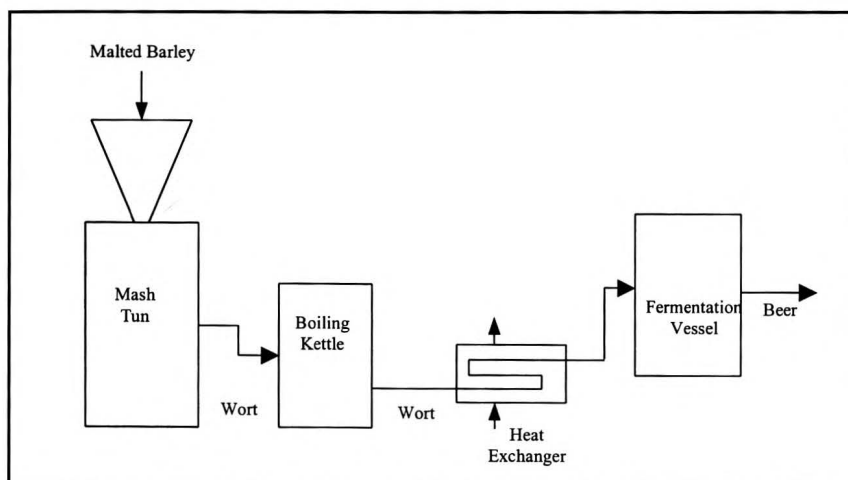 Malted Barley
Mash
Tun
Boiling
Kettle
Fermentation
Vessel
Beer
Wort
Wort
Heat
Exchanger